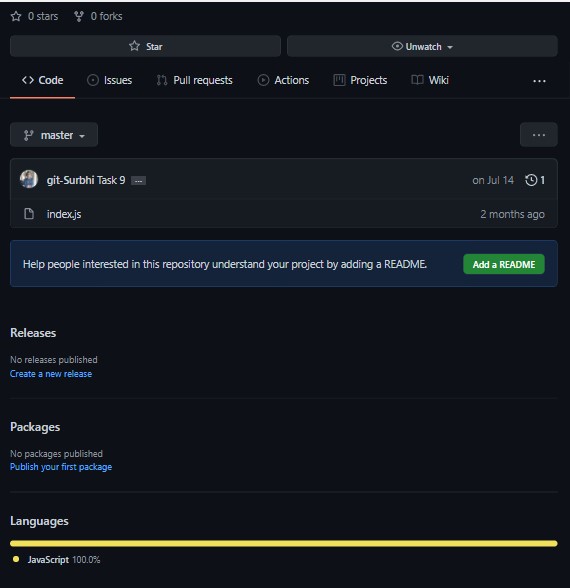 0 stars 0 forks
Star Unwatch
Code Issues Pull requests Actions Projects Wiki ...
master ...
git-Surbhi Task 9 ... on Jul 14 1
index.js 2 months ago
Help people interested in this repository understand your project by adding a README. Add a README
Releases
No releases published
Create a new release
Packages
No packages published
Publish your first package
Languages
JavaScript 100.0%